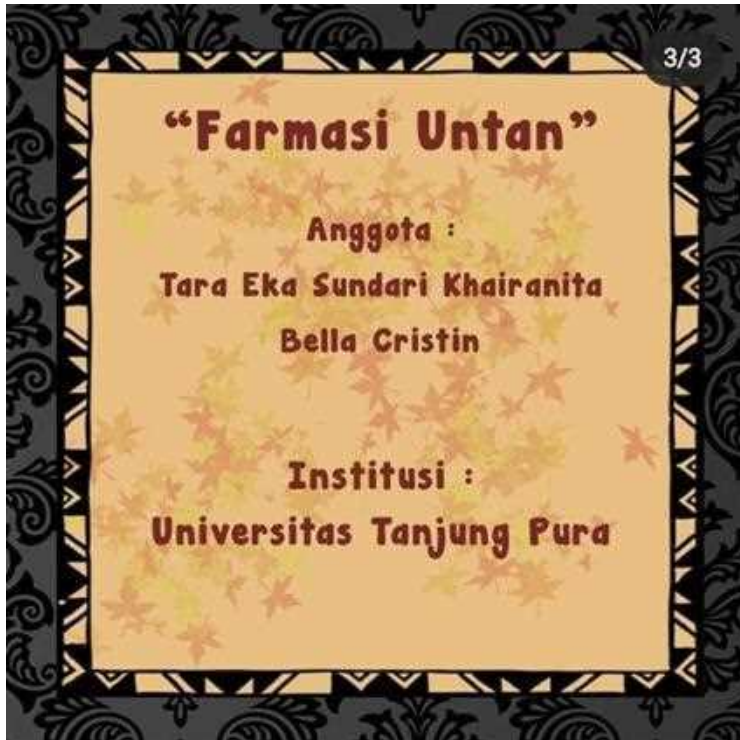 3/3
“Farmasi Untan”
Anggota :
Tara Eka Sundari Khairanita
Bella Cristin
Institusi :
Universitas Tanjung Pura